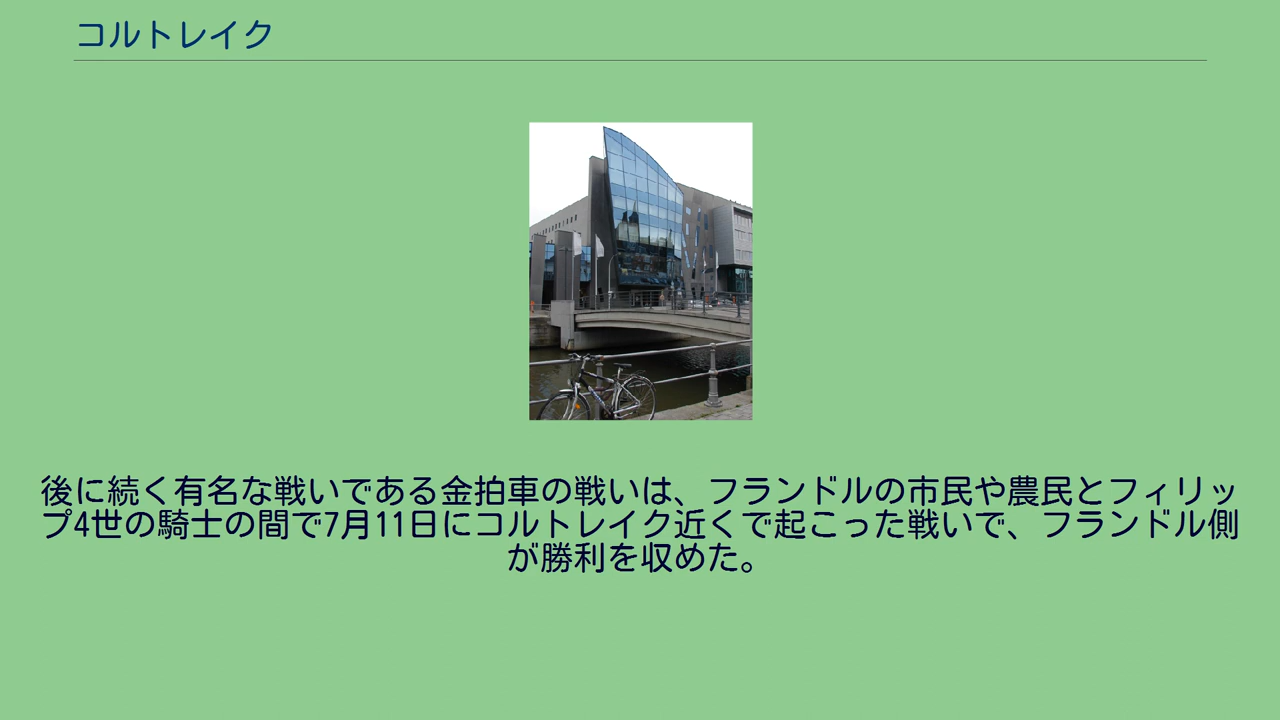 コルトレイク
後に続く有名な戦いである金拍車の戦いは、フランドルの市民や農民とフィリッ
プ4世の騎士の間で7月11日にコルトレイク近くで起こった戦いで、フランドル側
が勝利を収めた。